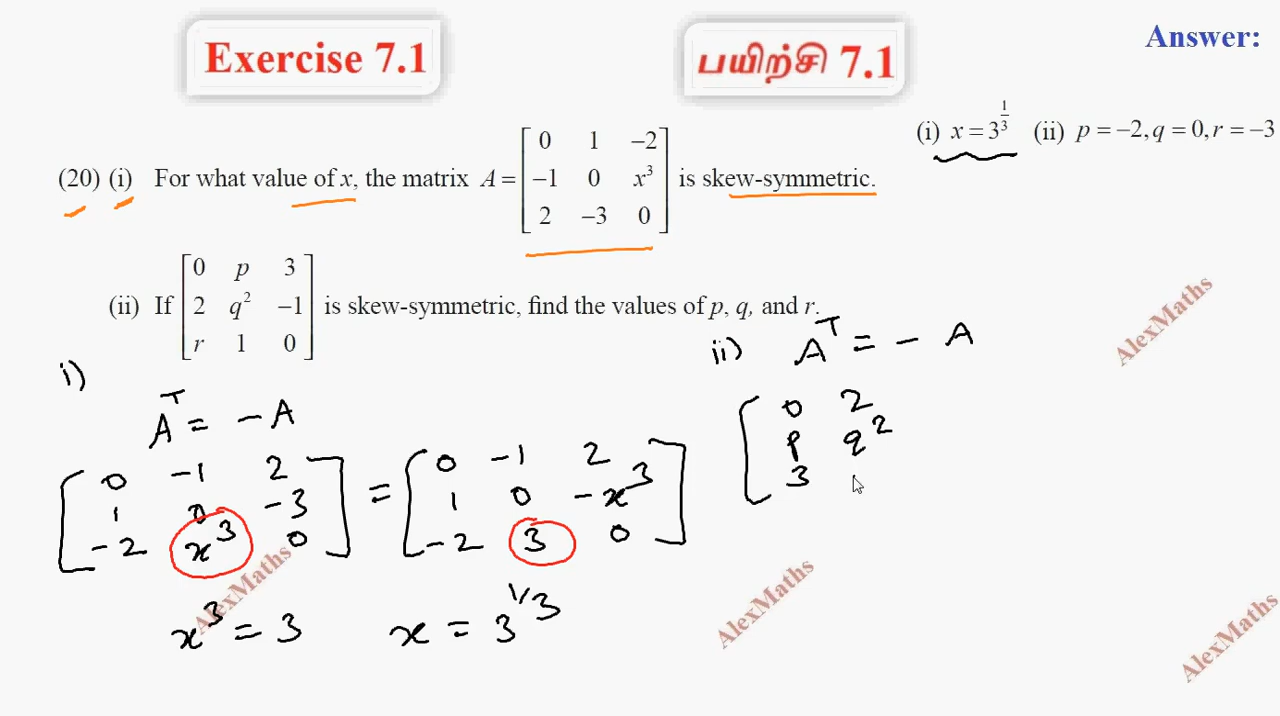 Exercise 7.1
பயிற்சி 7.1
Answer:
(i) x = 3^(1/3) (ii) p = −2, q = 0, r = −3
(20) (i) For what value of x, the matrix A = [0 1 −2
−1 0 x³
2 −3 0] is skew-symmetric.
(ii) If [0 p 3
2 q² −1
r 1 0] is skew-symmetric, find the values of p, q, and r.
i)
Aᵀ = − A
[0 −1 2
1 0 −3
−2 x³ 0] = [0 −1 2
1 0 −x³
−2 3 0]
x³ = 3 x = 3^(1/3)
ii) Aᵀ = − A
[0 2
p q²
3
AlexMaths
AlexMaths
AlexMaths
AlexMaths